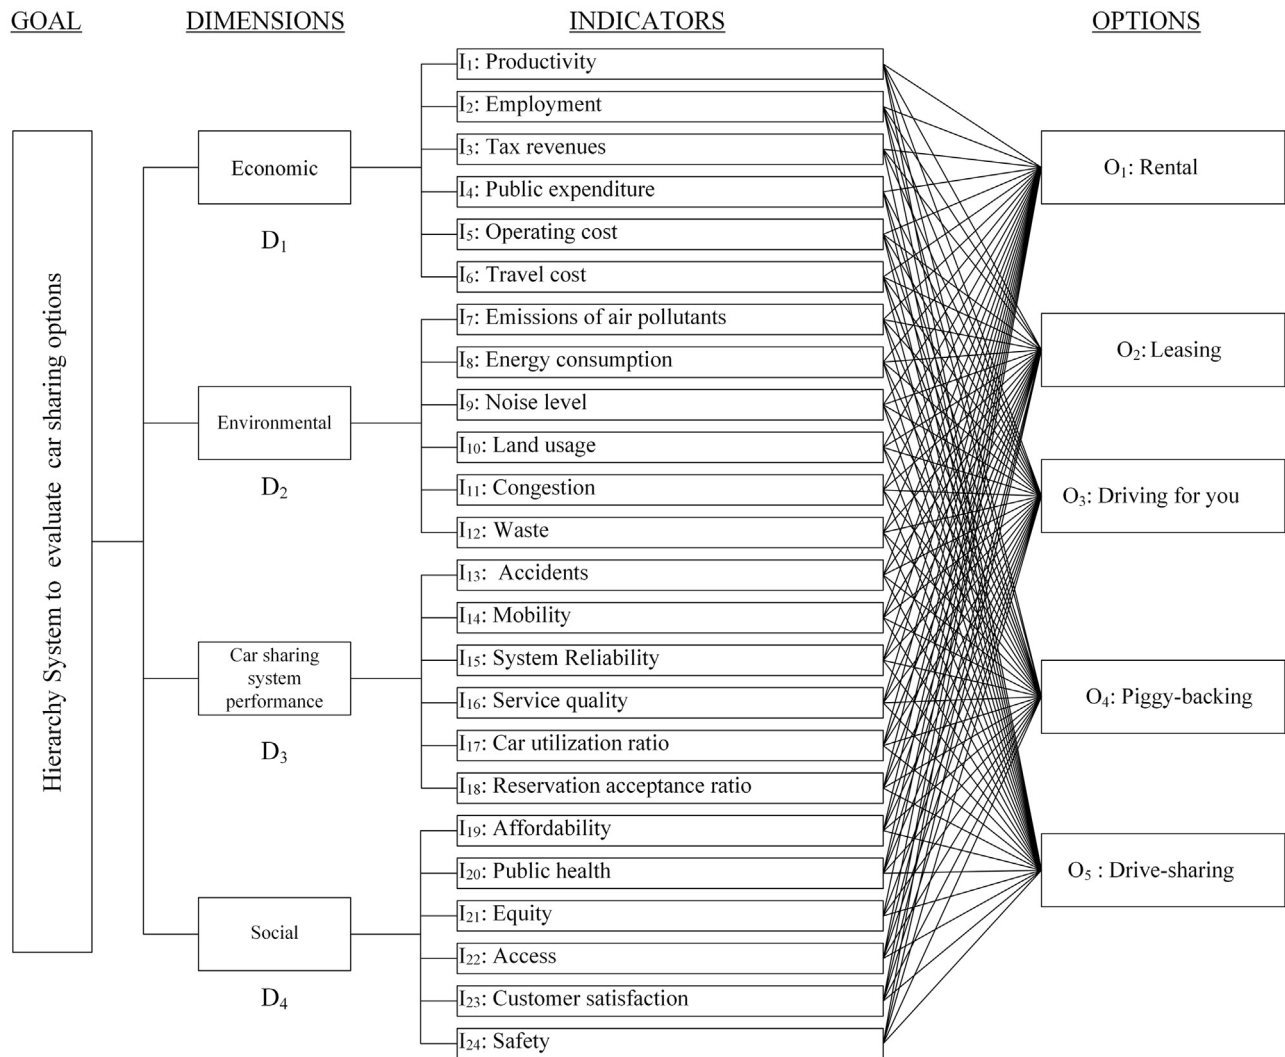 GOAL
DIMENSIONS
INDICATORS
OPTIONS
Hierarchy System to evaluate car sharing options
Economic
D₁
Environmental
D₂
Car sharing
system
performance
D₃
Social
D₄
I₁: Productivity
I₂: Employment
I₃: Tax revenues
I₄: Public expenditure
I₅: Operating cost
I₆: Travel cost
I₇: Emissions of air pollutants
I₈: Energy consumption
I₉: Noise level
I₁₀: Land usage
I₁₁: Congestion
I₁₂: Waste
I₁₃: Accidents
I₁₄: Mobility
I₁₅: System Reliability
I₁₆: Service quality
I₁₇: Car utilization ratio
I₁₈: Reservation acceptance ratio
I₁₉: Affordability
I₂₀: Public health
I₂₁: Equity
I₂₂: Access
I₂₃: Customer satisfaction
I₂₄: Safety
O₁: Rental
O₂: Leasing
O₃: Driving for you
O₄: Piggy-backing
O₅ : Drive-sharing